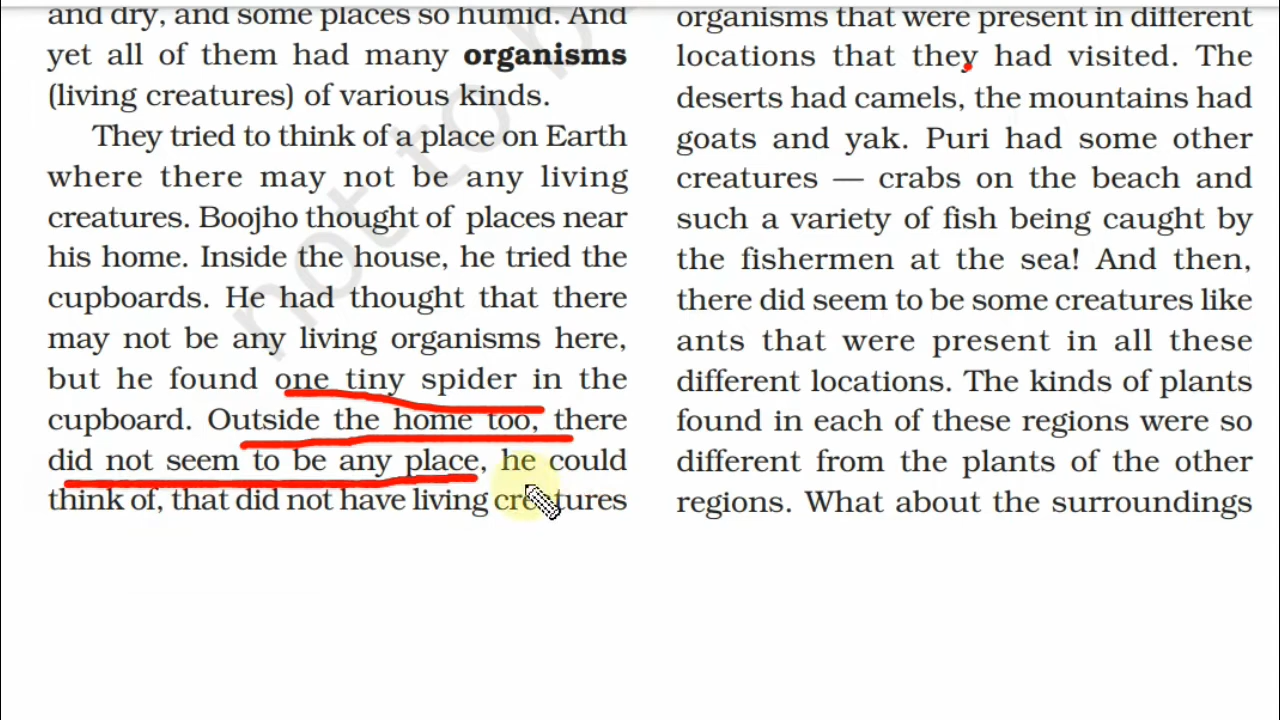 and dry, and some places so humid. And
yet all of them had many organisms
(living creatures) of various kinds.
They tried to think of a place on Earth
where there may not be any living
creatures. Boojho thought of places near
his home. Inside the house, he tried the
cupboards. He had thought that there
may not be any living organisms here,
but he found one tiny spider in the
cupboard. Outside the home too, there
did not seem to be any place, he could
think of, that did not have living creatures
organisms that were present in different
locations that they had visited. The
deserts had camels, the mountains had
goats and yak. Puri had some other
creatures — crabs on the beach and
such a variety of fish being caught by
the fishermen at the sea! And then,
there did seem to be some creatures like
ants that were present in all these
different locations. The kinds of plants
found in each of these regions were so
different from the plants of the other
regions. What about the surroundings
not to b